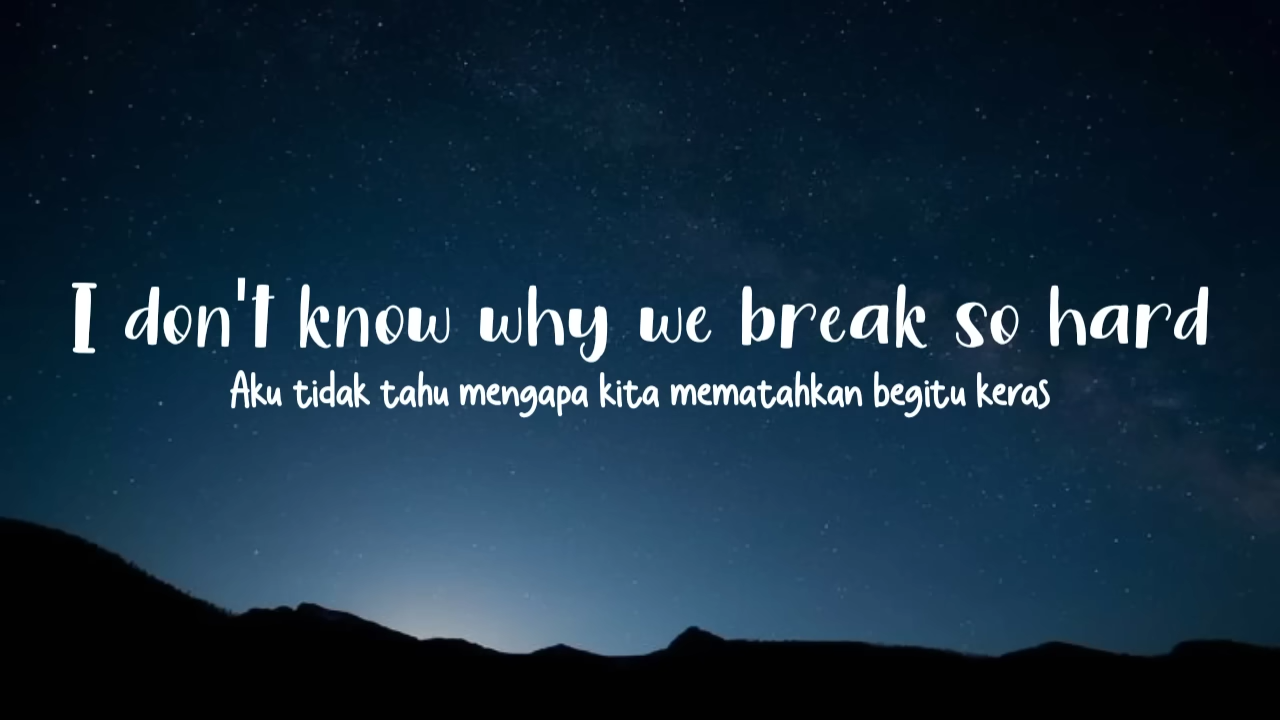 I don't know why we break so hard
Aku tidak tahu mengapa kita mematahkan begitu keras